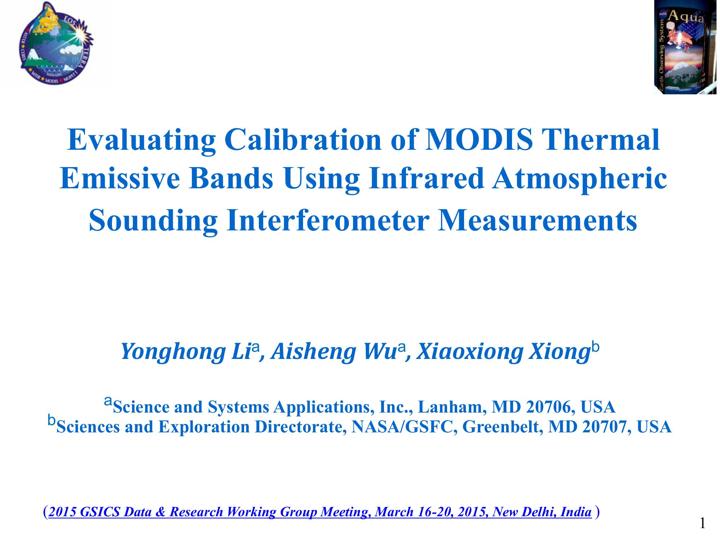 Aqua
Evaluating Calibration of MODIS Thermal
Emissive Bands Using Infrared Atmospheric
Sounding Interferometer Measurements
Yonghong Liᵃ, Aisheng Wuᵃ, Xiaoxiong Xiongᵇ
ᵃScience and Systems Applications, Inc., Lanham, MD 20706, USA
ᵇSciences and Exploration Directorate, NASA/GSFC, Greenbelt, MD 20707, USA
(2015 GSICS Data & Research Working Group Meeting, March 16-20, 2015, New Delhi, India )
1